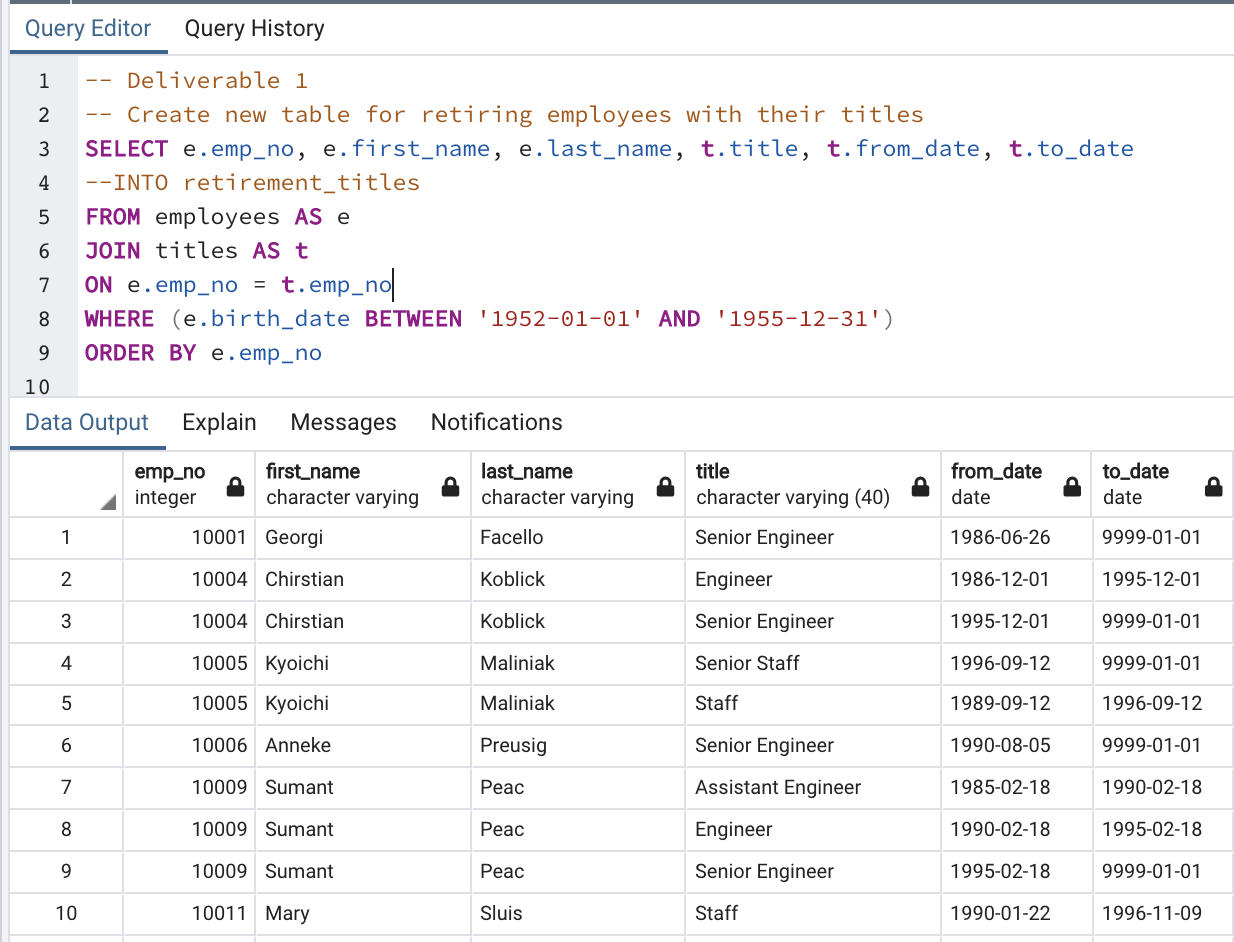 Query Editor Query History
1 -- Deliverable 1
2 -- Create new table for retiring employees with their titles
3 SELECT e.emp_no, e.first_name, e.last_name, t.title, t.from_date, t.to_date
4 --INTO retirement_titles
5 FROM employees AS e
6 JOIN titles AS t
7 ON e.emp_no = t.emp_no
8 WHERE (e.birth_date BETWEEN '1952-01-01' AND '1955-12-31')
9 ORDER BY e.emp_no
10
Data Output Explain Messages Notifications
emp_no first_name last_name title from_date to_date
integer character varying character varying character varying (40) date date
1 10001 Georgi Facello Senior Engineer 1986-06-26 9999-01-01
2 10004 Chirstian Koblick Engineer 1986-12-01 1995-12-01
3 10004 Chirstian Koblick Senior Engineer 1995-12-01 9999-01-01
4 10005 Kyoichi Maliniak Senior Staff 1996-09-12 9999-01-01
5 10005 Kyoichi Maliniak Staff 1989-09-12 1996-09-12
6 10006 Anneke Preusig Senior Engineer 1990-08-05 9999-01-01
7 10009 Sumant Peac Assistant Engineer 1985-02-18 1990-02-18
8 10009 Sumant Peac Engineer 1990-02-18 1995-02-18
9 10009 Sumant Peac Senior Engineer 1995-02-18 9999-01-01
10 10011 Mary Sluis Staff 1990-01-22 1996-11-09